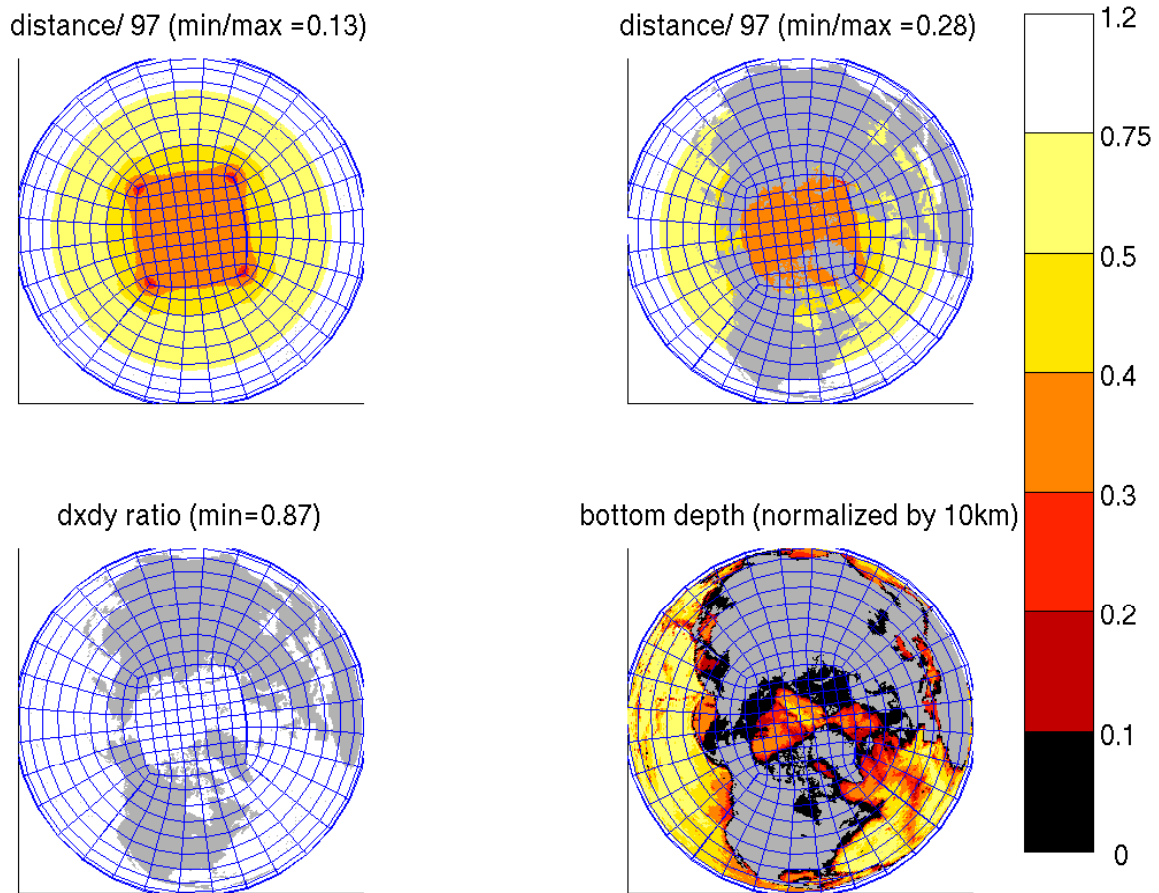 distance/ 97 (min/max =0.13)
distance/ 97 (min/max =0.28)
1.2
0.75
0.5
0.4
0.3
0.2
0.1
0
dxdy ratio (min=0.87)
bottom depth (normalized by 10km)